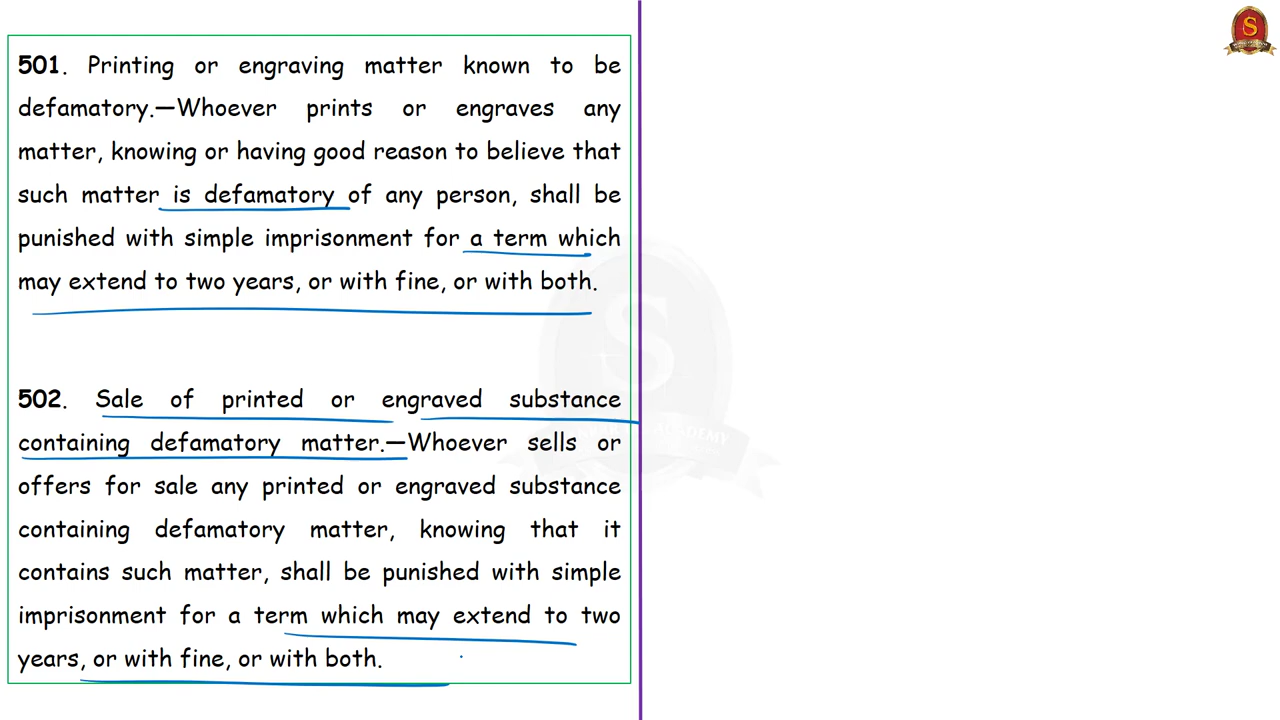 501. Printing or engraving matter known to be
defamatory.—Whoever prints or engraves any
matter, knowing or having good reason to believe that
such matter is defamatory of any person, shall be
punished with simple imprisonment for a term which
may extend to two years, or with fine, or with both.
502. Sale of printed or engraved substance
containing defamatory matter.—Whoever sells or
offers for sale any printed or engraved substance
containing defamatory matter, knowing that it
contains such matter, shall be punished with simple
imprisonment for a term which may extend to two
years, or with fine, or with both.
S
S
ACADEMY